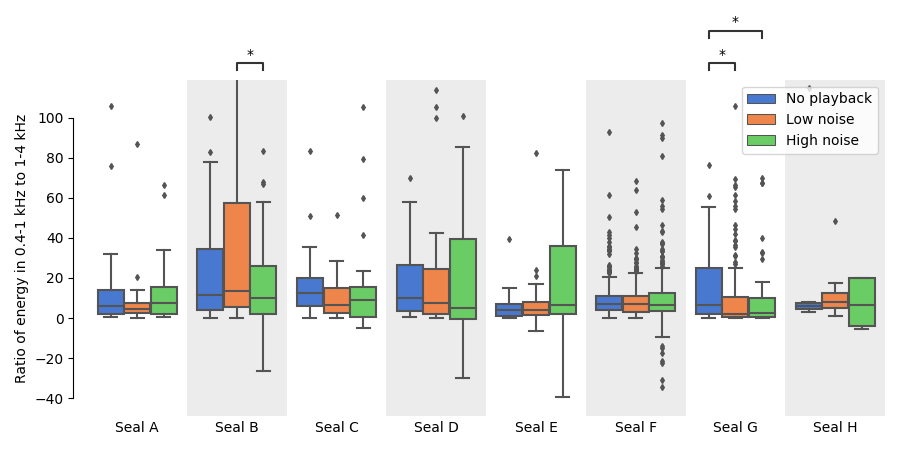 *
*
*
No playback
Low noise
High noise
Ratio of energy in 0.4-1 kHz to 1-4 kHz
100
80
60
40
20
0
−20
−40
Seal A Seal B Seal C Seal D Seal E Seal F Seal G Seal H